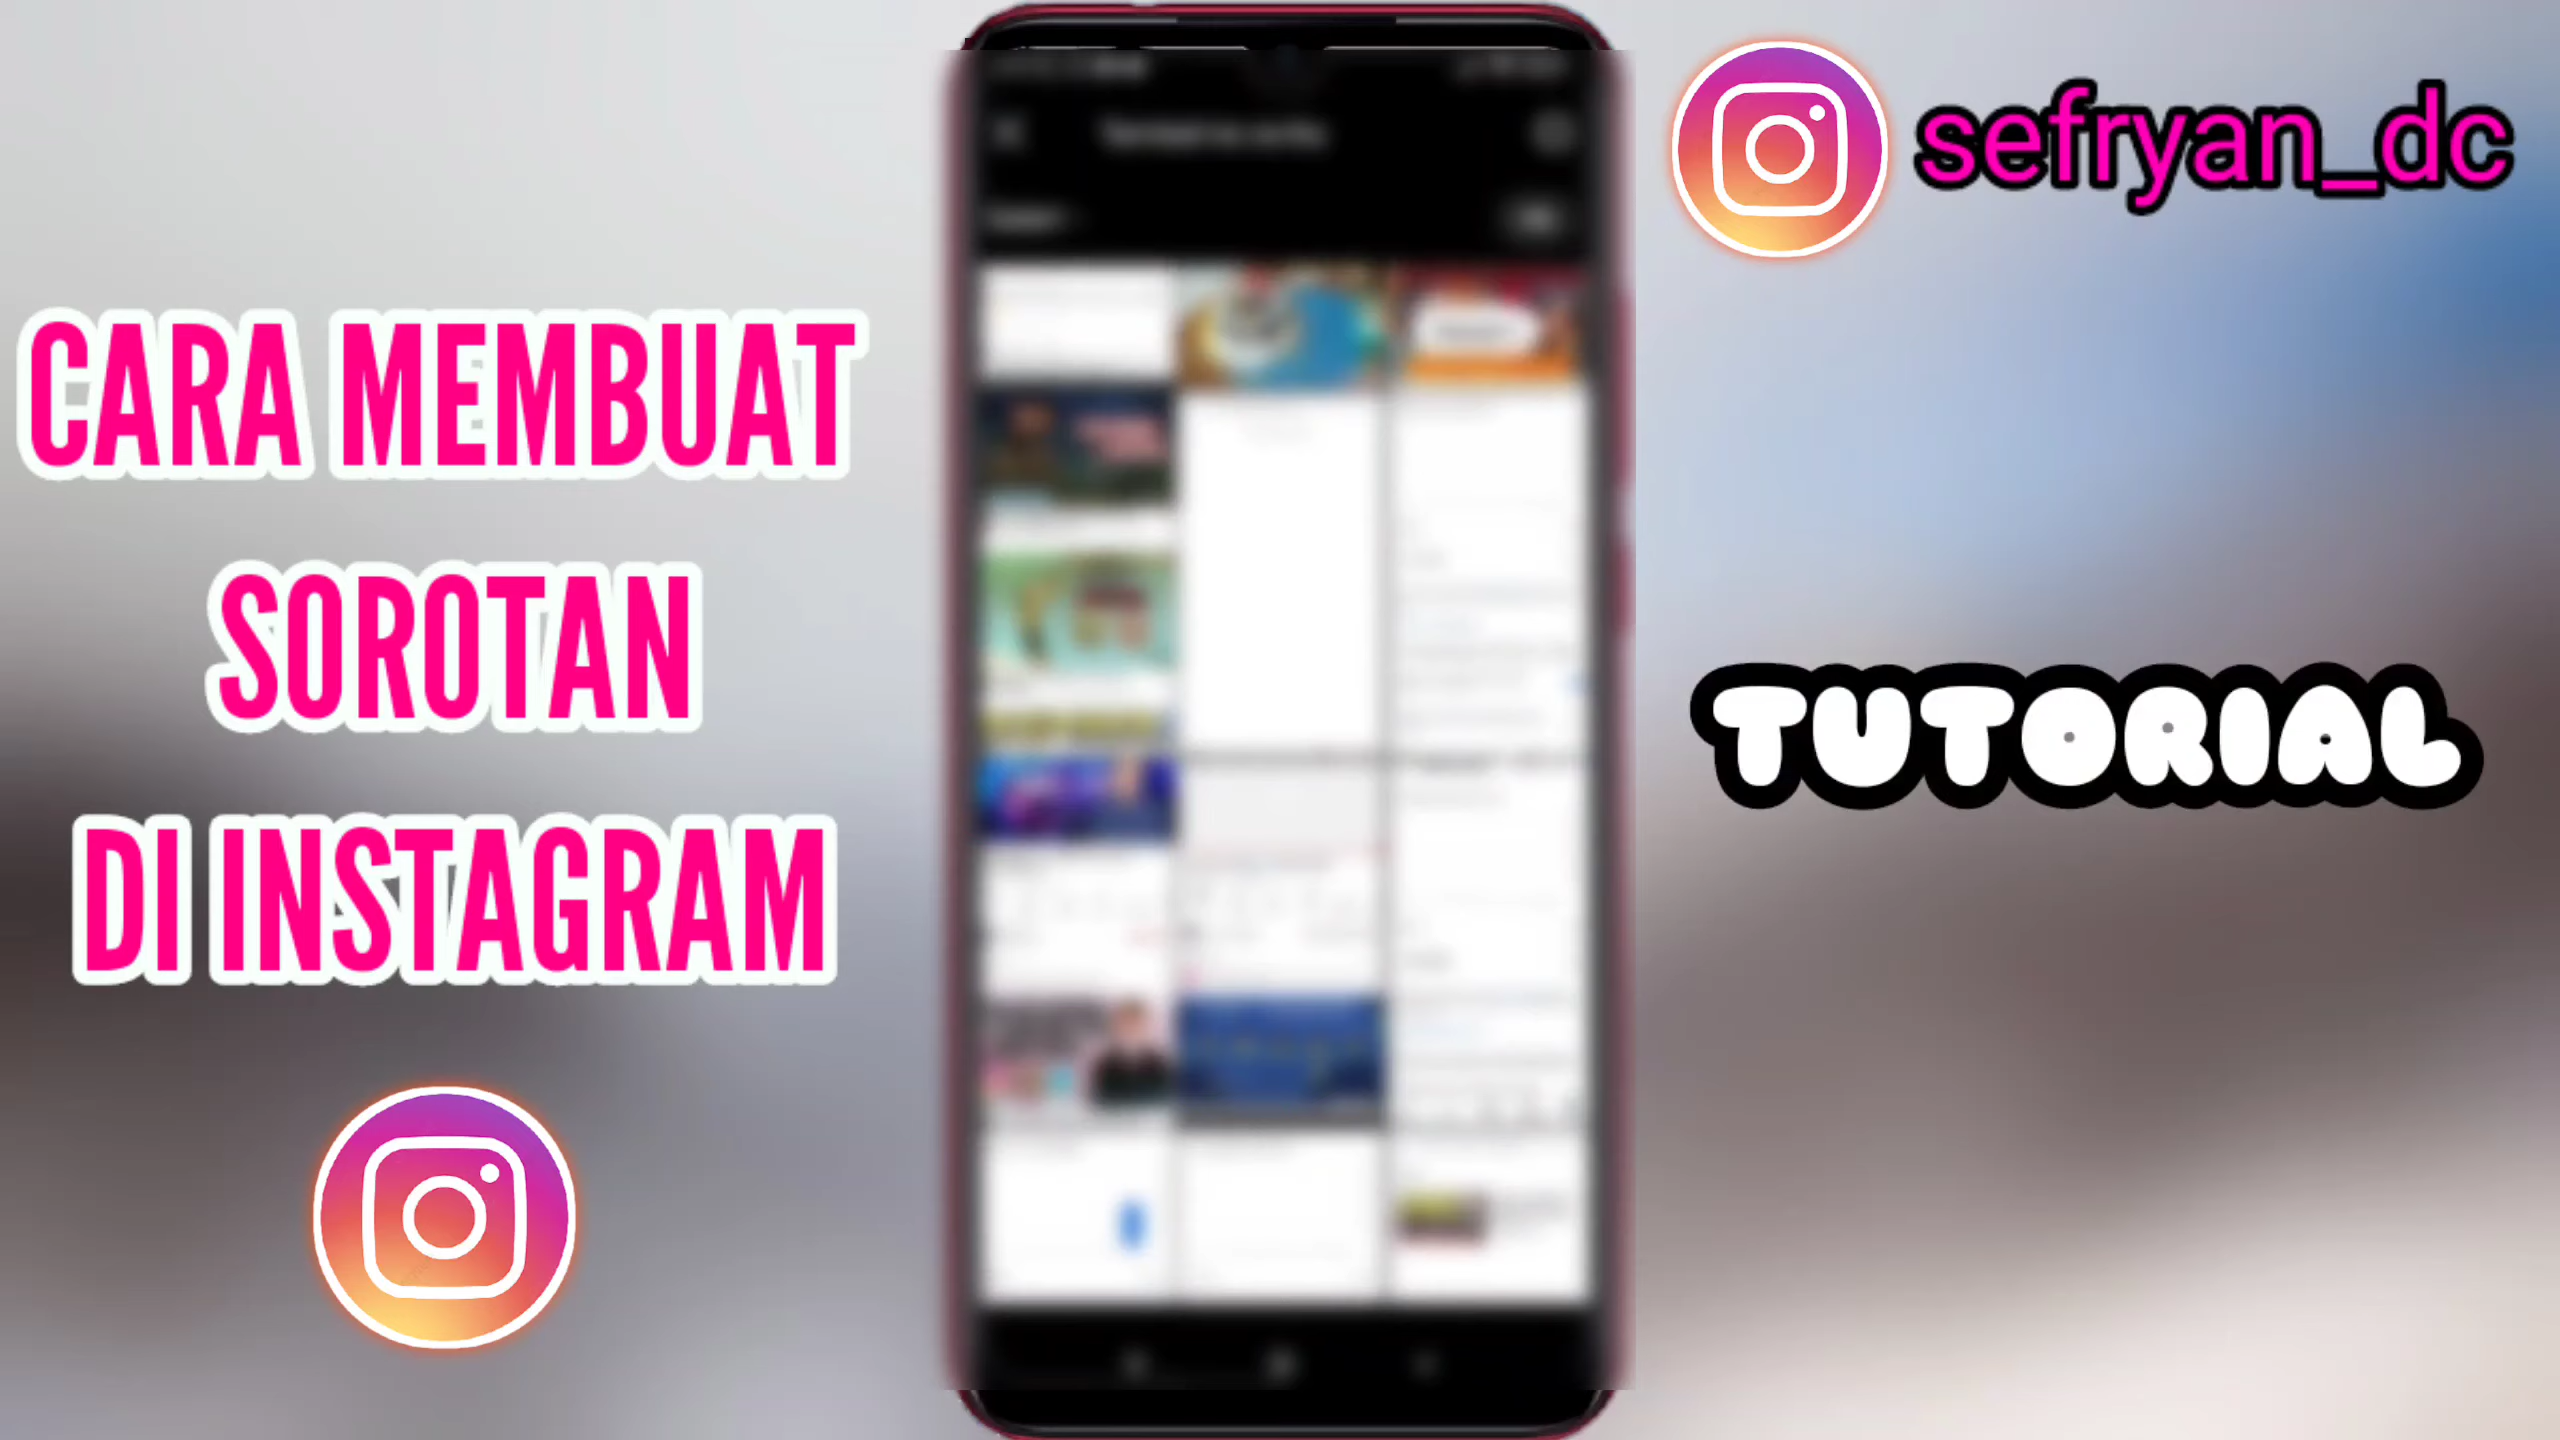 CARA MEMBUAT
SOROTAN
DI INSTAGRAM
sefryan_dc
TUTORIAL